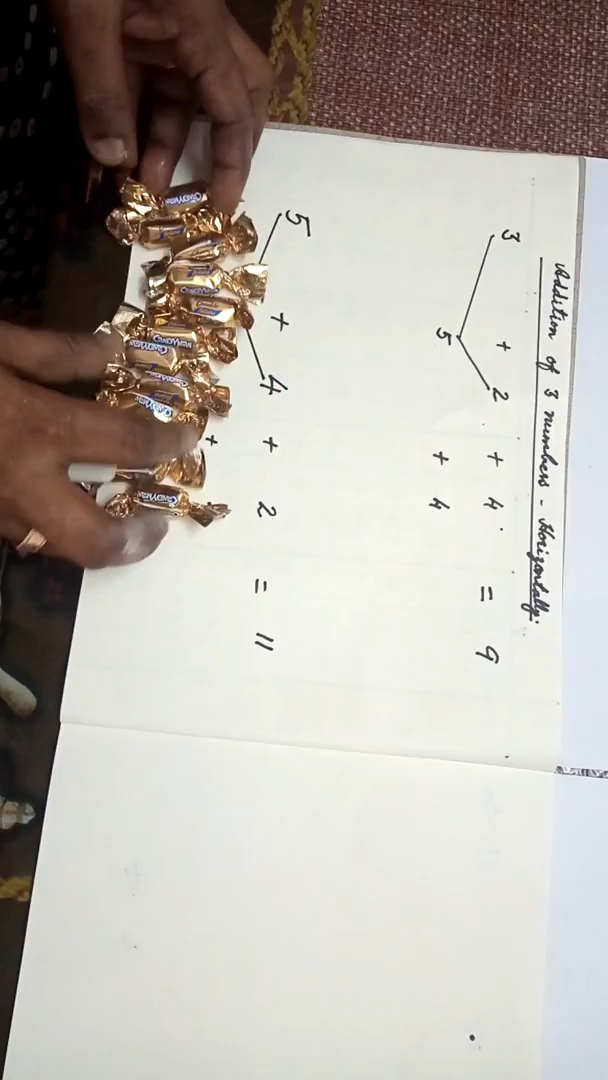 Addition of 3 numbers - Horizontally:
3 + 2 + 4 = 9
5 + 4
5 + 4 + 2 = 11
+